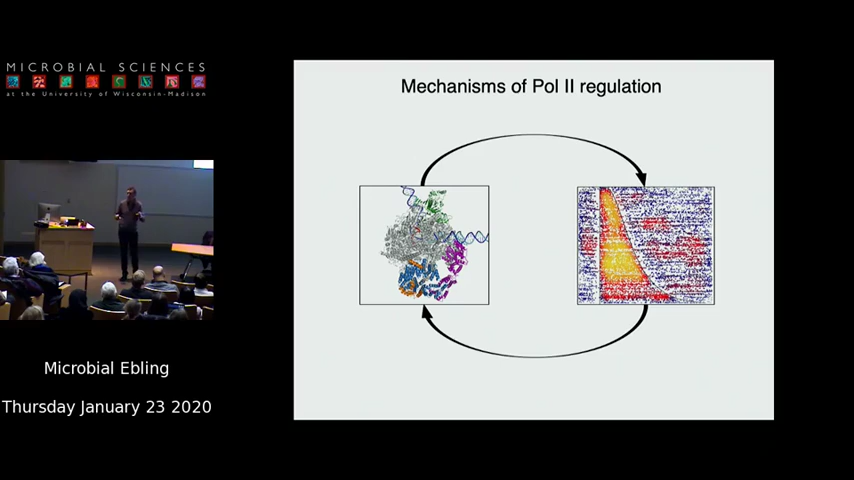 MICROBIAL SCIENCES
at the University of Wisconsin-Madison
Mechanisms of Pol II regulation
Microbial Ebling
Thursday January 23 2020